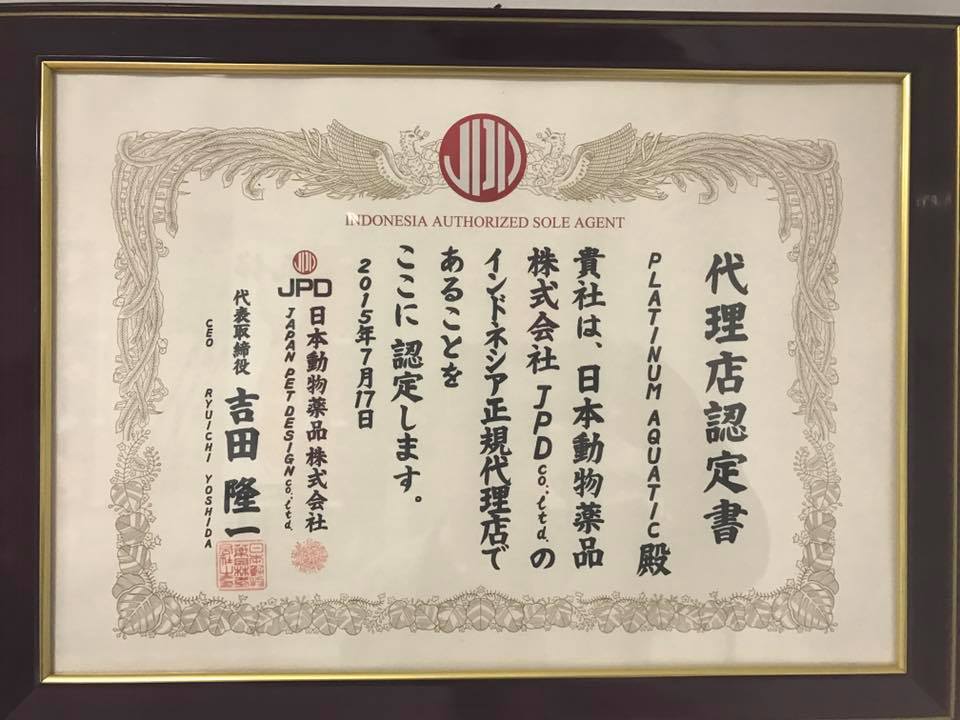 INDONESIA AUTHORIZED SOLE AGENT
代理店認定書
PLATINUM AQUATIC殿
貴社は、日本動物薬品
株式会社 JPD co.,ltd.の
インドネシア正規代理店で
あることを
ここに認定します。
2015年7月17日
JPD 日本動物薬品株式会社
JAPAN PET DESIGN co.,ltd.
代表取締役 吉田 隆一
CEO RYUICHI YOSHIDA